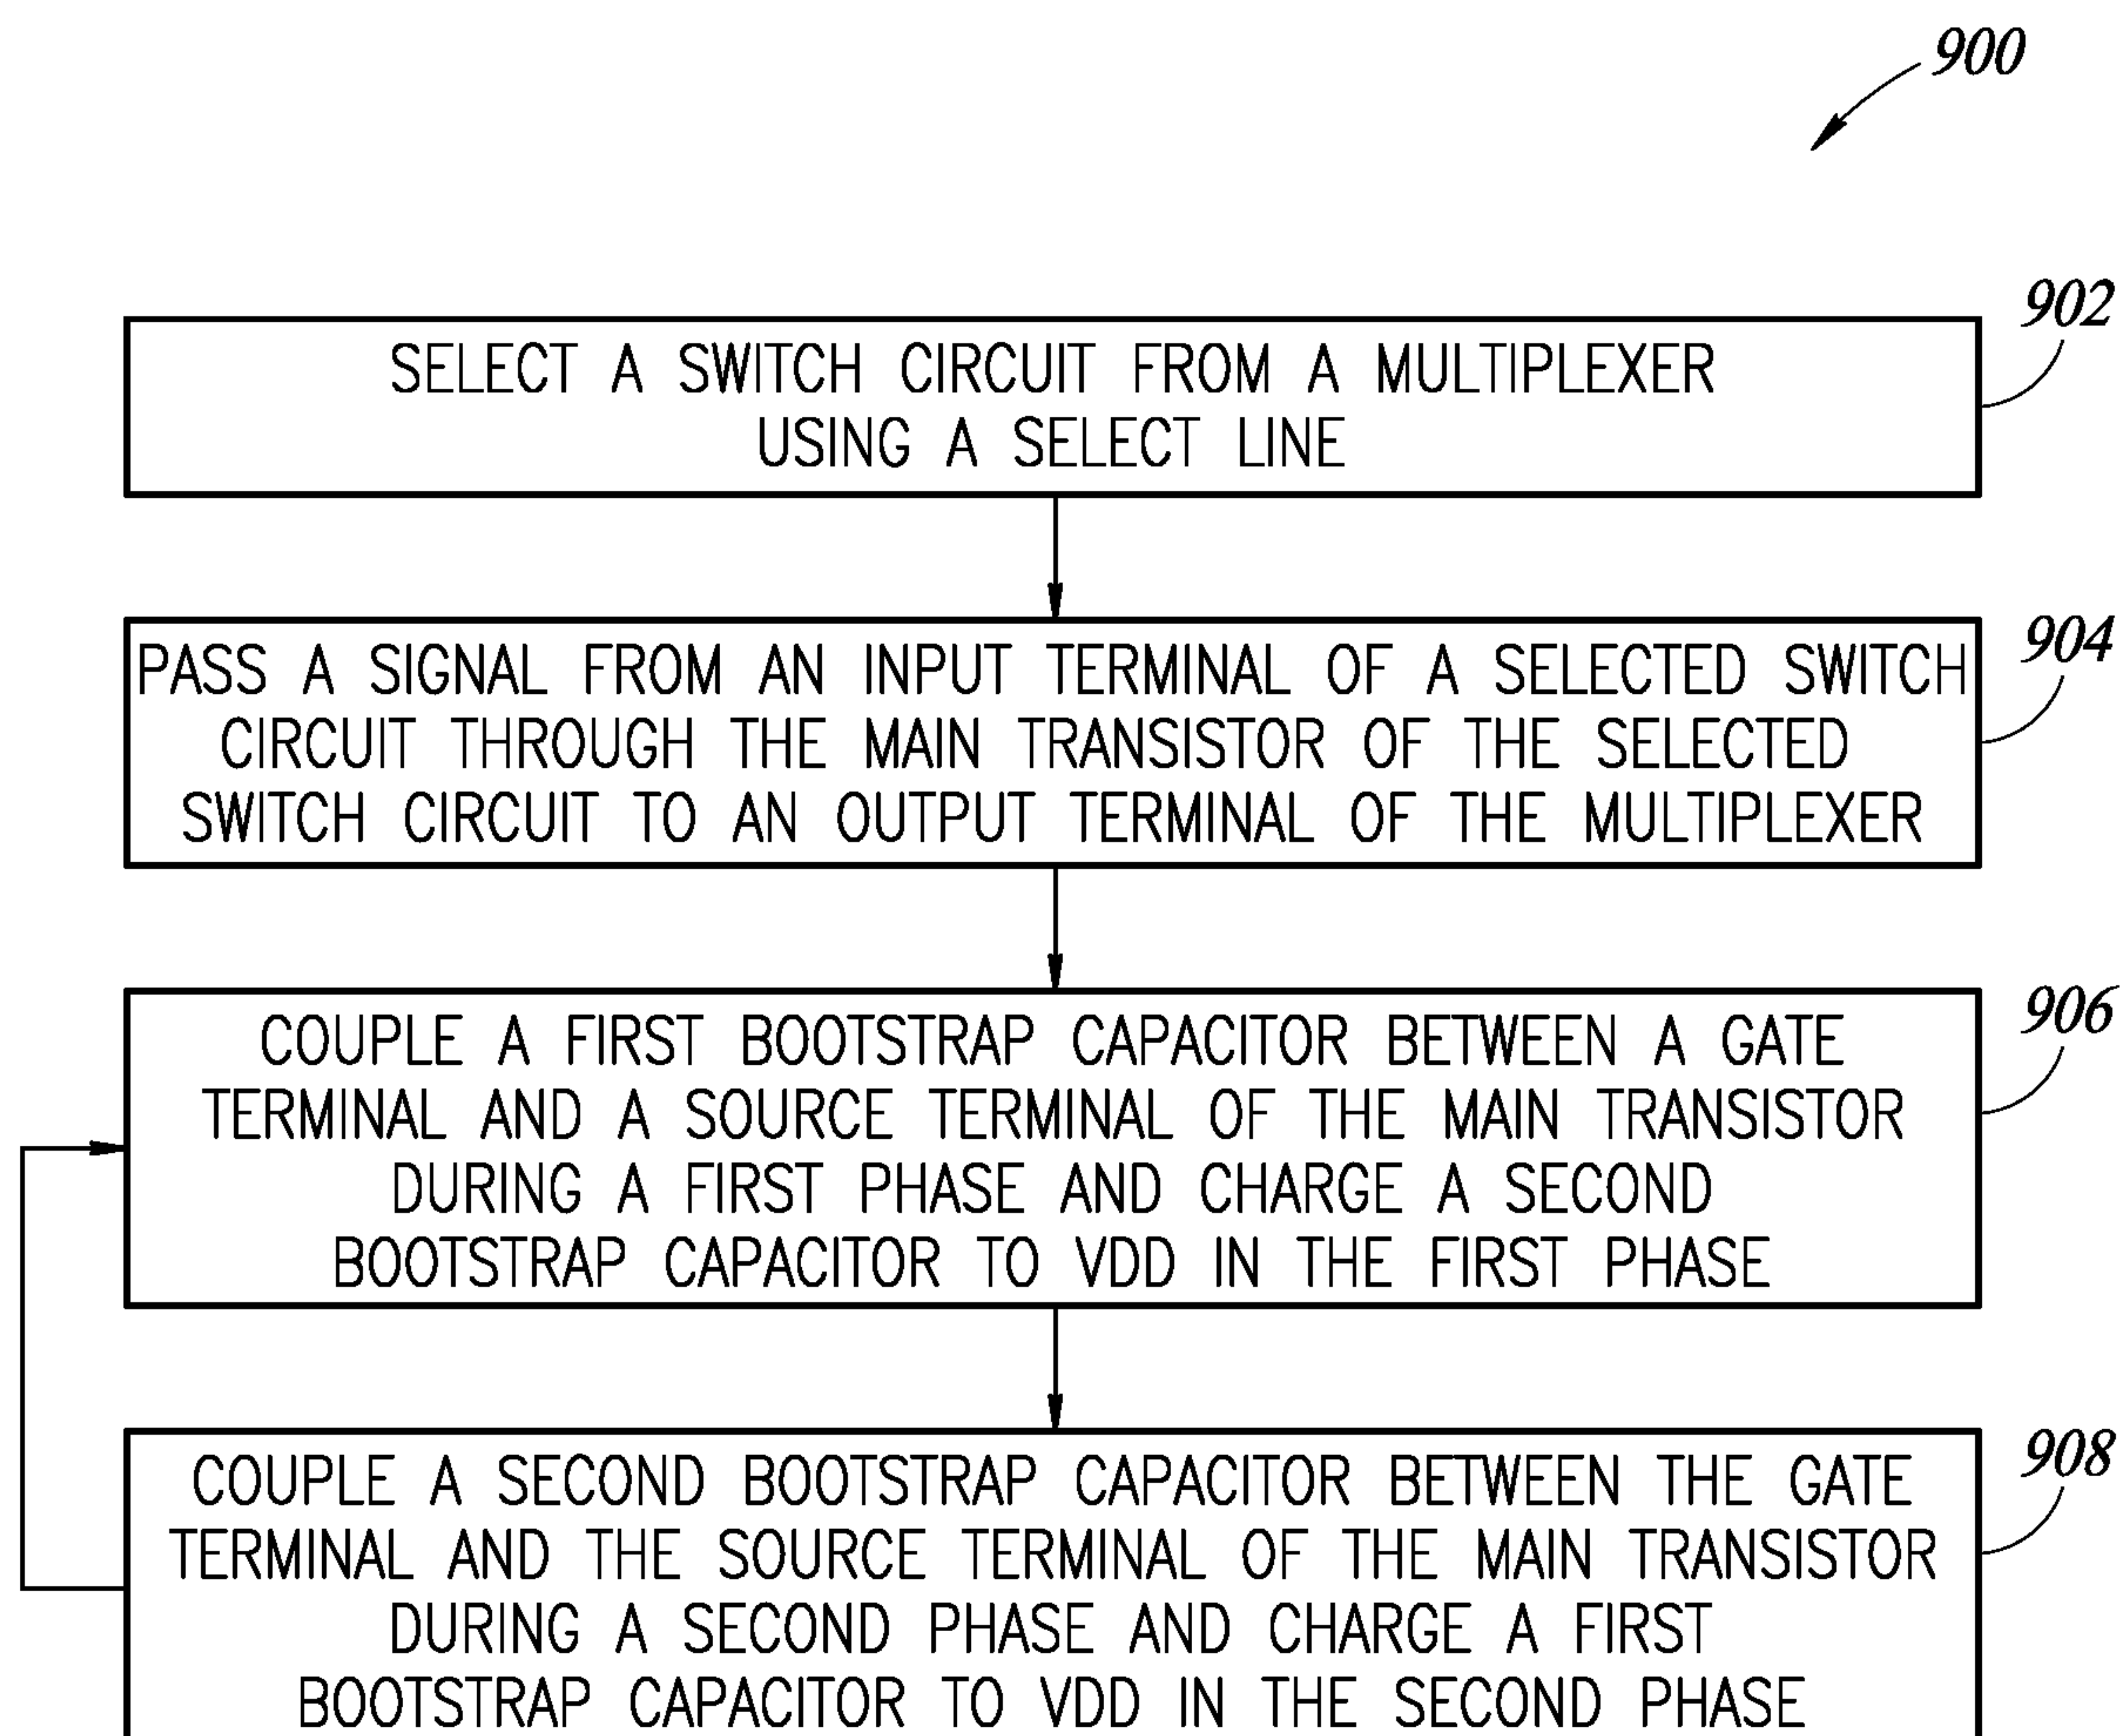 900
902
SELECT A SWITCH CIRCUIT FROM A MULTIPLEXER
USING A SELECT LINE
904
PASS A SIGNAL FROM AN INPUT TERMINAL OF A SELECTED SWITCH
CIRCUIT THROUGH THE MAIN TRANSISTOR OF THE SELECTED
SWITCH CIRCUIT TO AN OUTPUT TERMINAL OF THE MULTIPLEXER
906
COUPLE A FIRST BOOTSTRAP CAPACITOR BETWEEN A GATE
TERMINAL AND A SOURCE TERMINAL OF THE MAIN TRANSISTOR
DURING A FIRST PHASE AND CHARGE A SECOND
BOOTSTRAP CAPACITOR TO VDD IN THE FIRST PHASE
908
COUPLE A SECOND BOOTSTRAP CAPACITOR BETWEEN THE GATE
TERMINAL AND THE SOURCE TERMINAL OF THE MAIN TRANSISTOR
DURING A SECOND PHASE AND CHARGE A FIRST
BOOTSTRAP CAPACITOR TO VDD IN THE SECOND PHASE